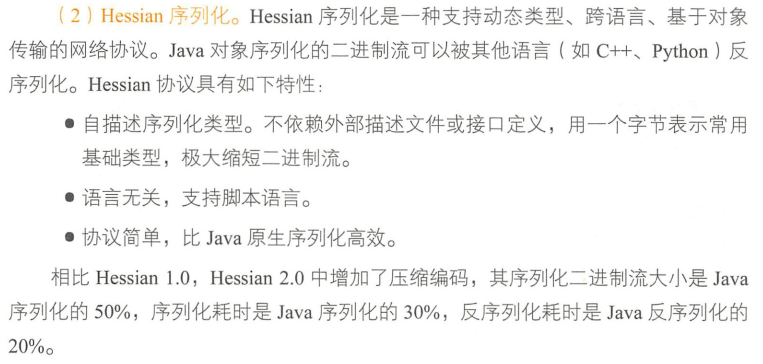 （2）Hessian 序列化。Hessian 序列化是一种支持动态类型、跨语言、基于对象
传输的网络协议。Java 对象序列化的二进制流可以被其他语言（如 C++、Python）反
序列化。Hessian 协议具有如下特性：
● 自描述序列化类型。不依赖外部描述文件或接口定义，用一个字节表示常用
基础类型，极大缩短二进制流。
● 语言无关，支持脚本语言。
● 协议简单，比 Java 原生序列化高效。
相比 Hessian 1.0，Hessian 2.0 中增加了压缩编码，其序列化二进制流大小是 Java
序列化的 50%，序列化耗时是 Java 序列化的 30%，反序列化耗时是 Java 反序列化的
20%。